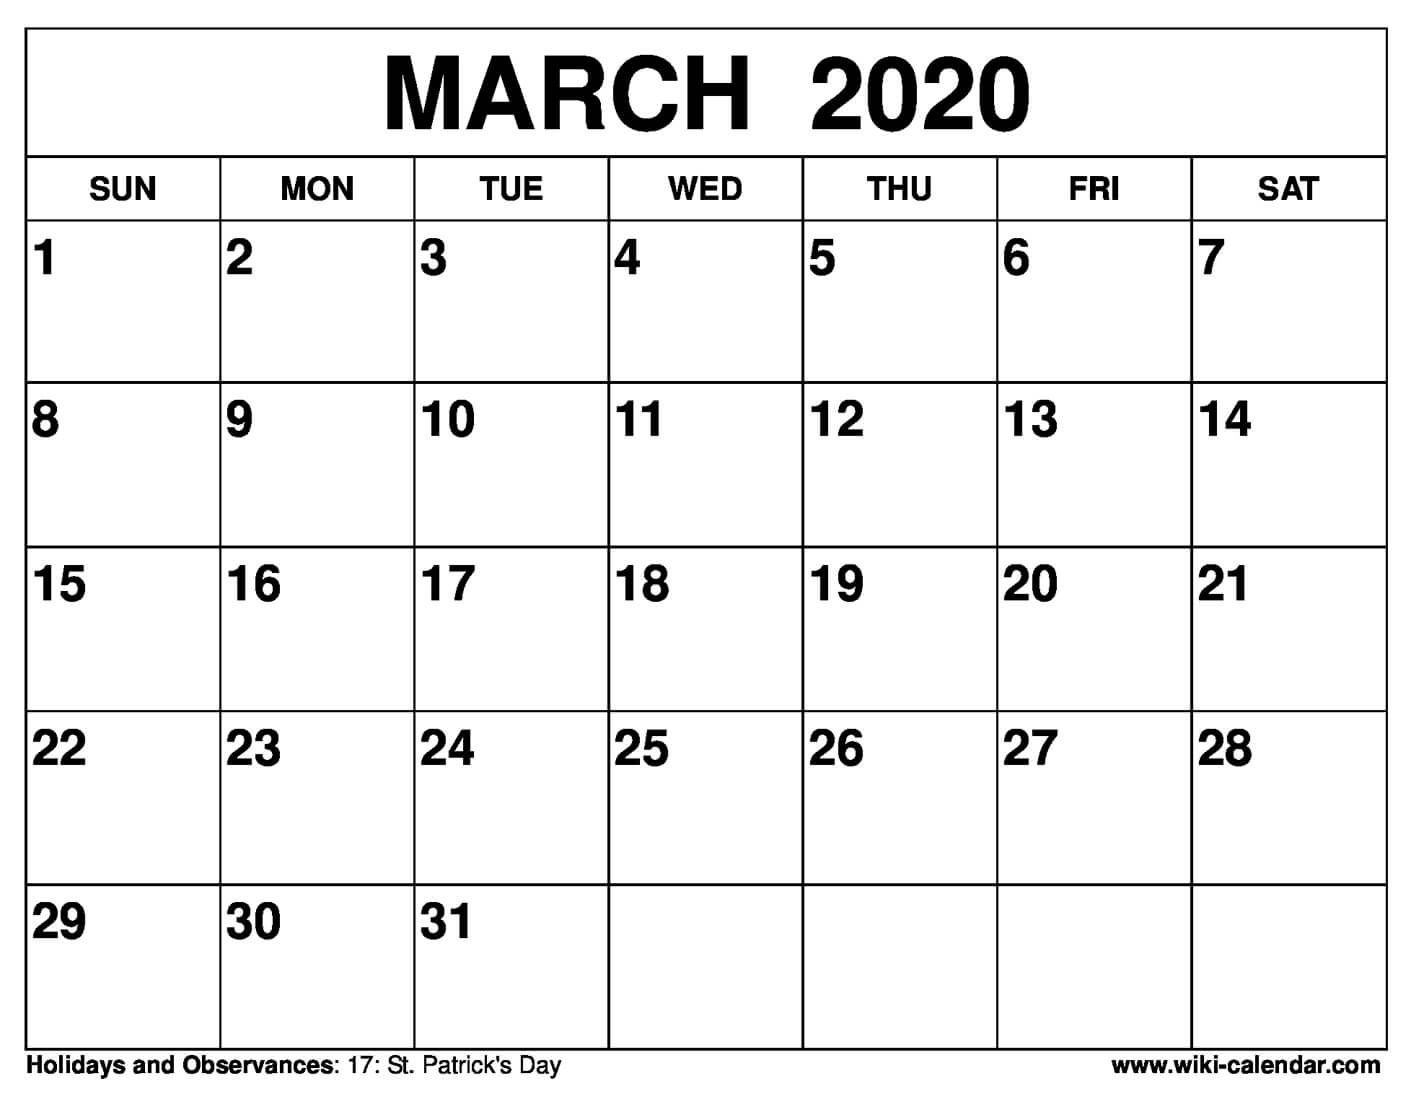 MARCH 2020
SUN MON TUE WED THU FRI SAT
1 2 3 4 5 6 7
8 9 10 11 12 13 14
15 16 17 18 19 20 21
22 23 24 25 26 27 28
29 30 31
Holidays and Observances: 17: St. Patrick's Day www.wiki-calendar.com